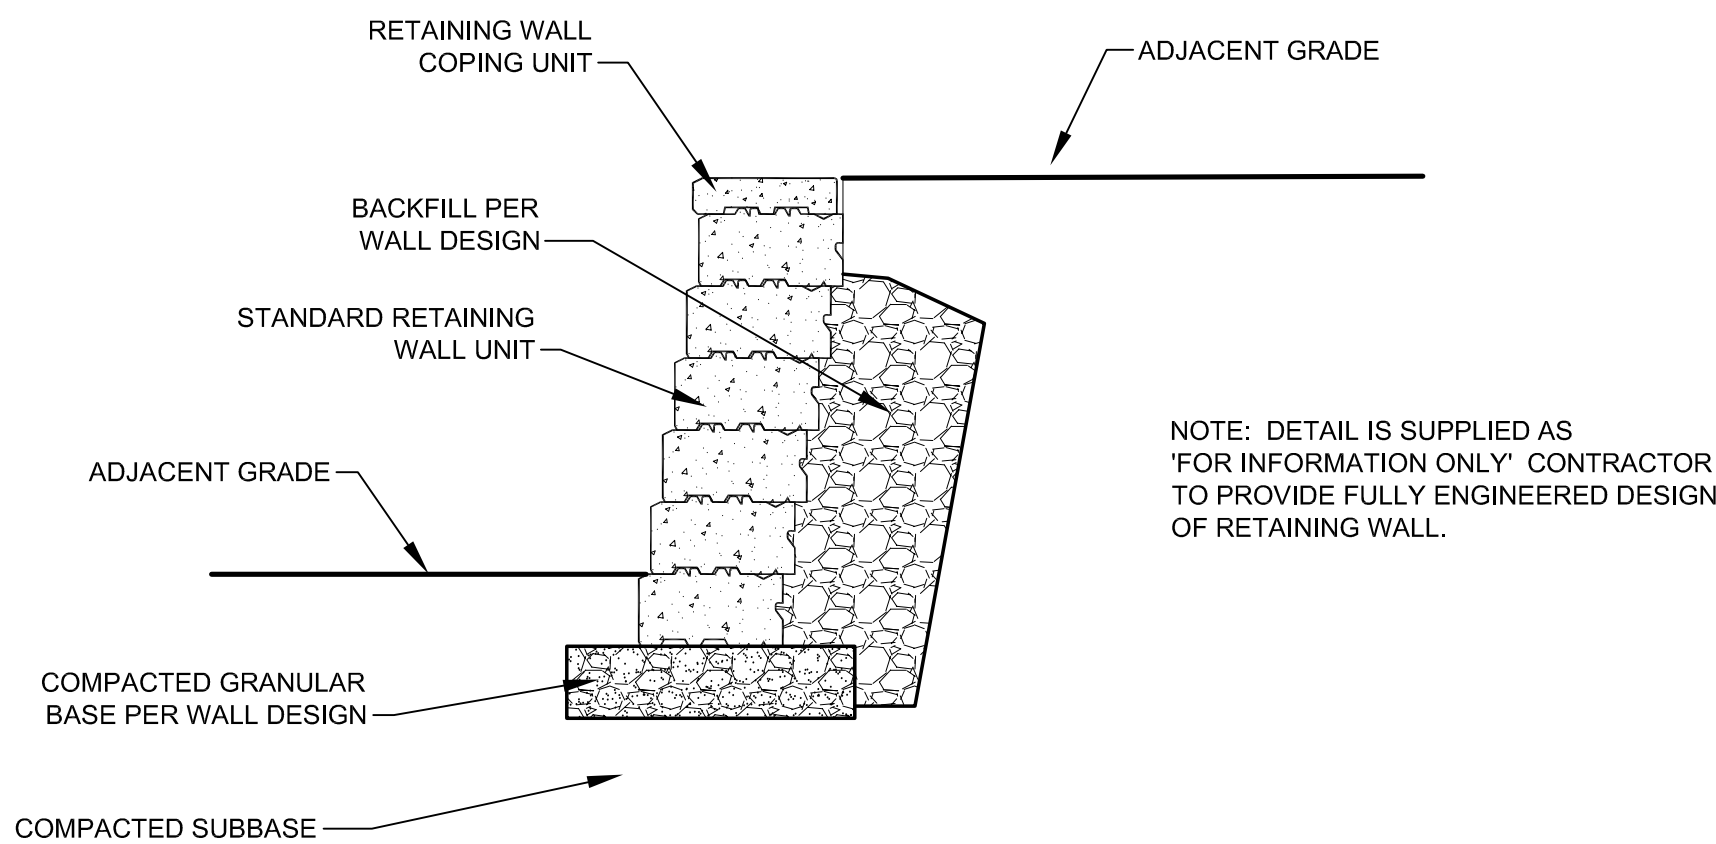 RETAINING WALL
COPING UNIT
ADJACENT GRADE
BACKFILL PER
WALL DESIGN
STANDARD RETAINING
WALL UNIT
ADJACENT GRADE
NOTE:  DETAIL IS SUPPLIED AS
'FOR INFORMATION ONLY'  CONTRACTOR
TO PROVIDE FULLY ENGINEERED DESIGN
OF RETAINING WALL.
COMPACTED GRANULAR
BASE PER WALL DESIGN
COMPACTED SUBBASE